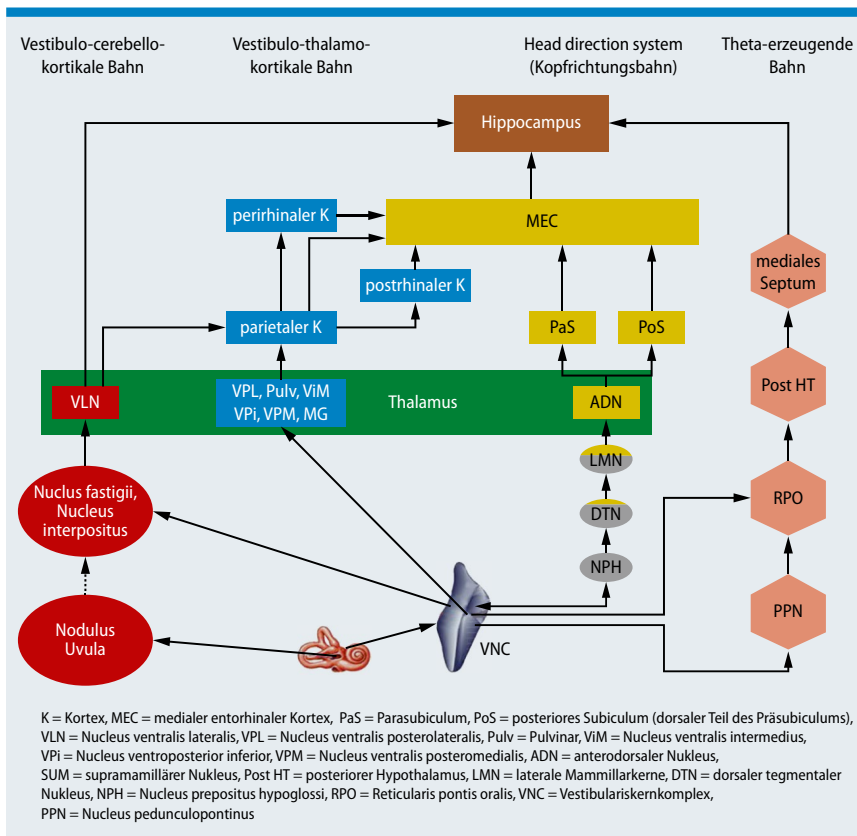 Vestibulo-cerebello-
kortikale Bahn
Vestibulo-thalamo-
kortikale Bahn
Head direction system
(Kopfrichtungsbahn)
Theta-erzeugende
Bahn
Hippocampus
perirhinaler K
MEC
mediales
Septum
postrhinaler K
parietaler K
PaS
PoS
VLN
VPL, Pulv, ViM
VPi, VPM, MG
Thalamus
ADN
Post HT
LMN
Nuclus fastigii,
Nucleus
interpositus
DTN
RPO
NPH
Nodulus
Uvula
VNC
PPN
K = Kortex, MEC = medialer entorhinaler Kortex, PaS = Parasubiculum, PoS = posteriores Subiculum (dorsaler Teil des Präsubiculums),
VLN = Nucleus ventralis lateralis, VPL = Nucleus ventralis posterolateralis, Pulv = Pulvinar, ViM = Nucleus ventralis intermedius,
VPi = Nucleus ventroposterior inferior, VPM = Nucleus ventralis posteromedialis, ADN = anterodorsaler Nukleus,
SUM = supramamillärer Nukleus, Post HT = posteriorer Hypothalamus, LMN = laterale Mammillarkerne, DTN = dorsaler tegmentaler
Nukleus, NPH = Nucleus prepositus hypoglossi, RPO = Reticularis pontis oralis, VNC = Vestibulariskernkomplex,
PPN = Nucleus pedunculopontinus